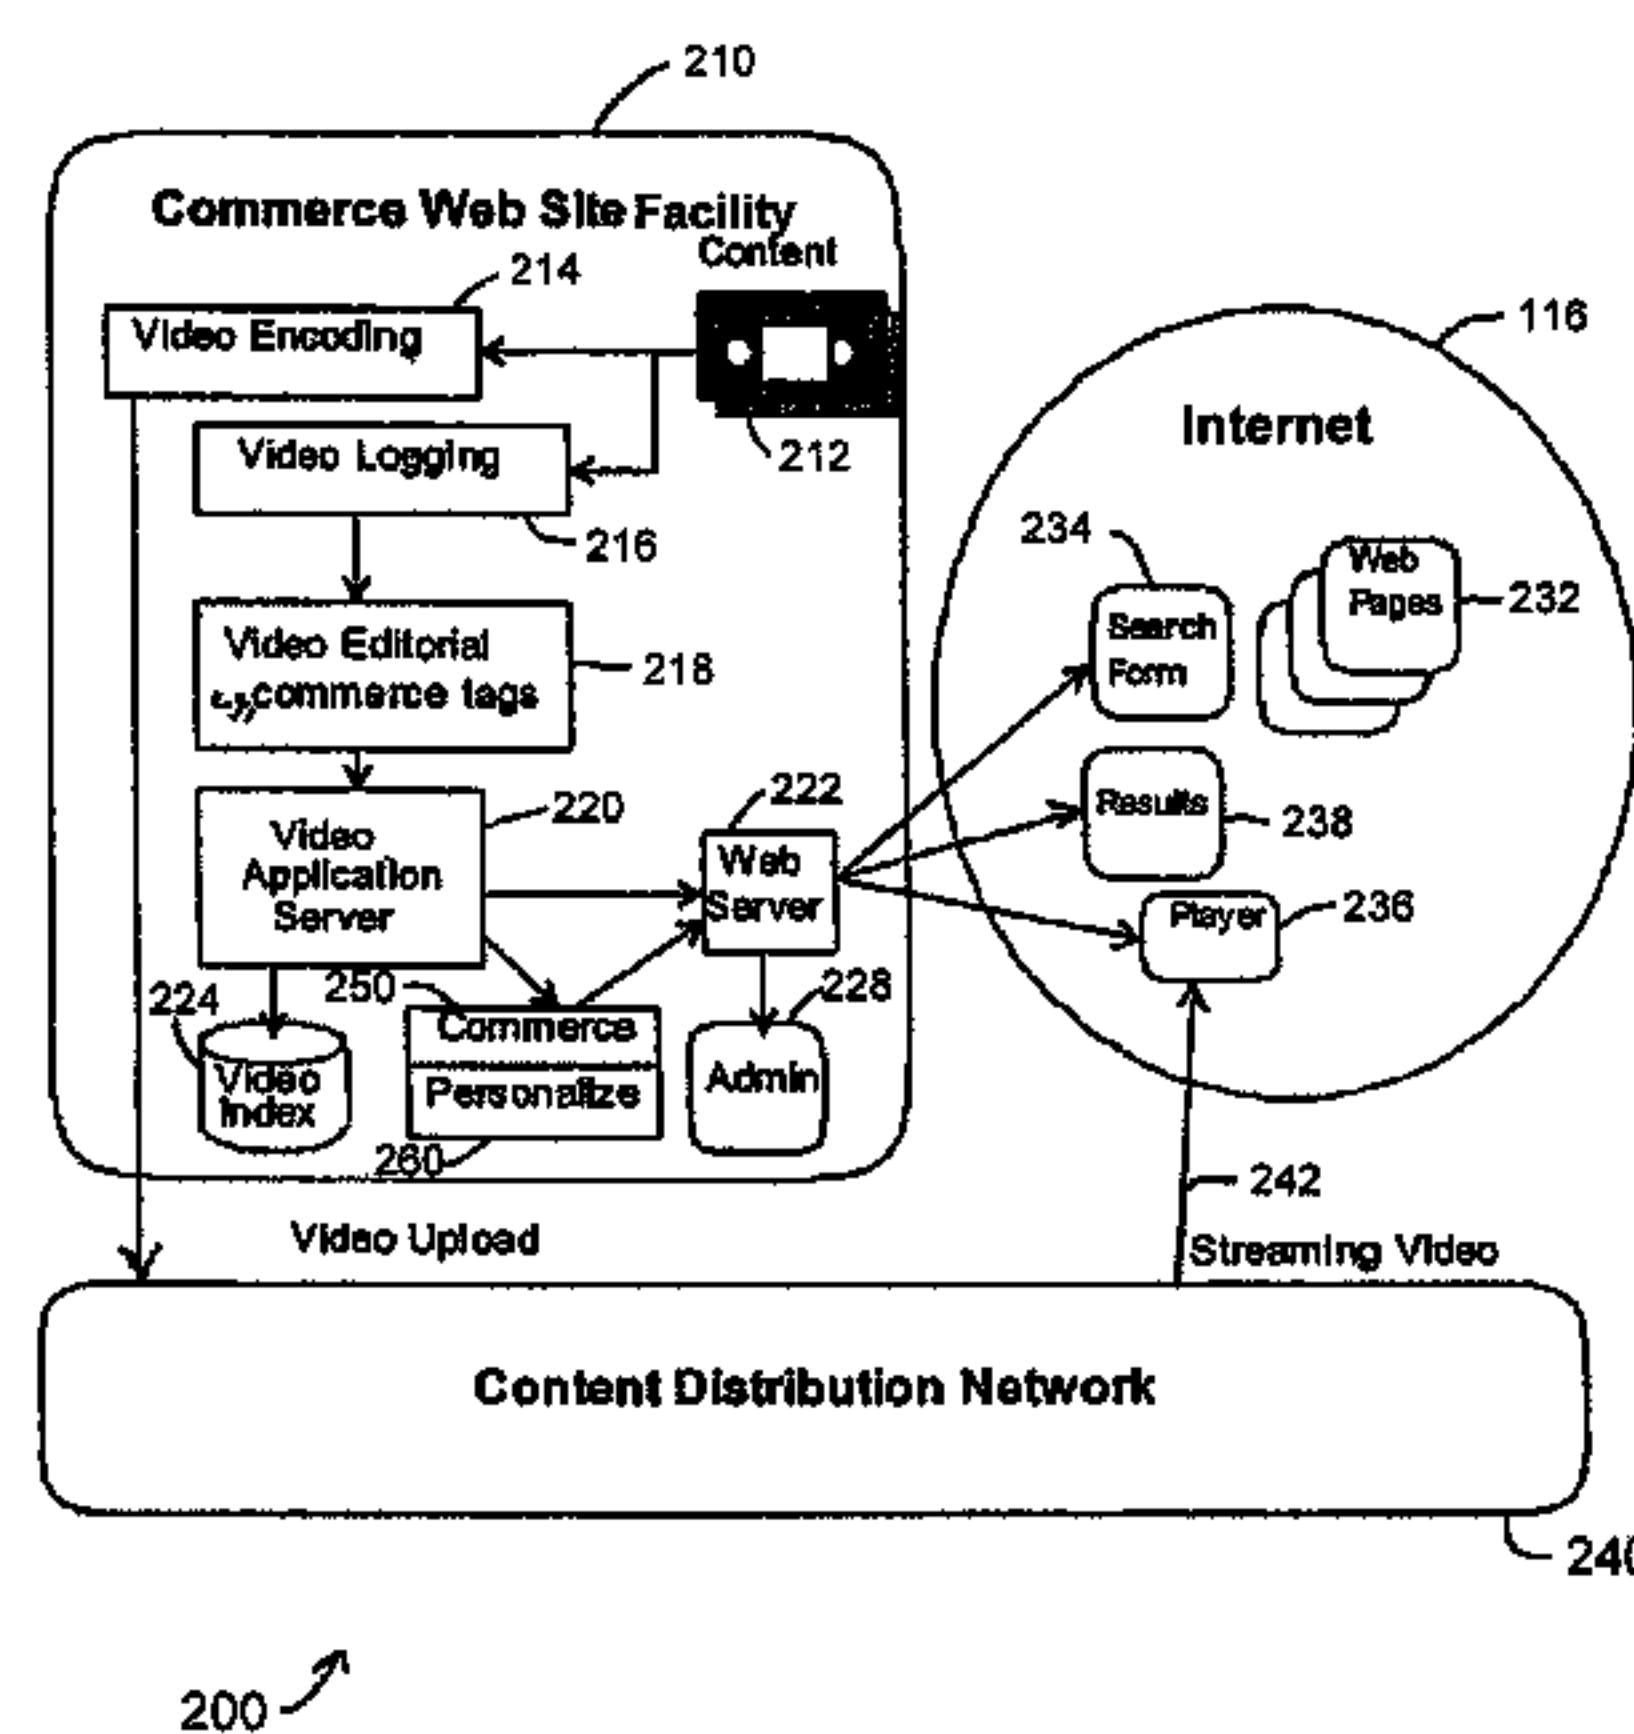 210
Commerce Web Site Facility
Content
214
Video Encoding
212
116
Internet
Video Logging
216
234
Search
Form
Web
Pages
232
Video Editorial
commerce tags
218
Video
Application
Server
220
222
Web
Server
Results
238
Player
236
224
Video
Index
250
Commerce
Personalize
260
228
Admin
242
Video Upload
Streaming Video
Content Distribution Network
240
200